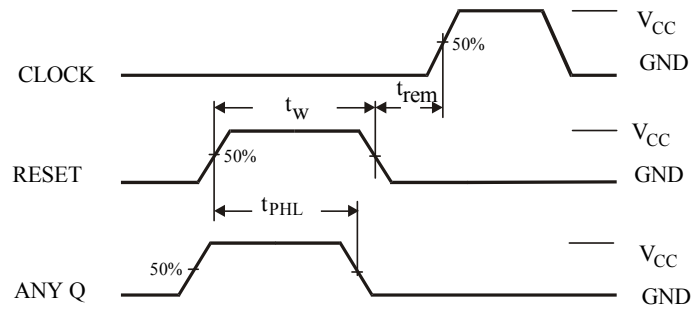 V_CC
50%
GND
CLOCK
t_rem
t_w
V_CC
50%
RESET
GND
t_PHL
V_CC
50%
ANY Q
GND